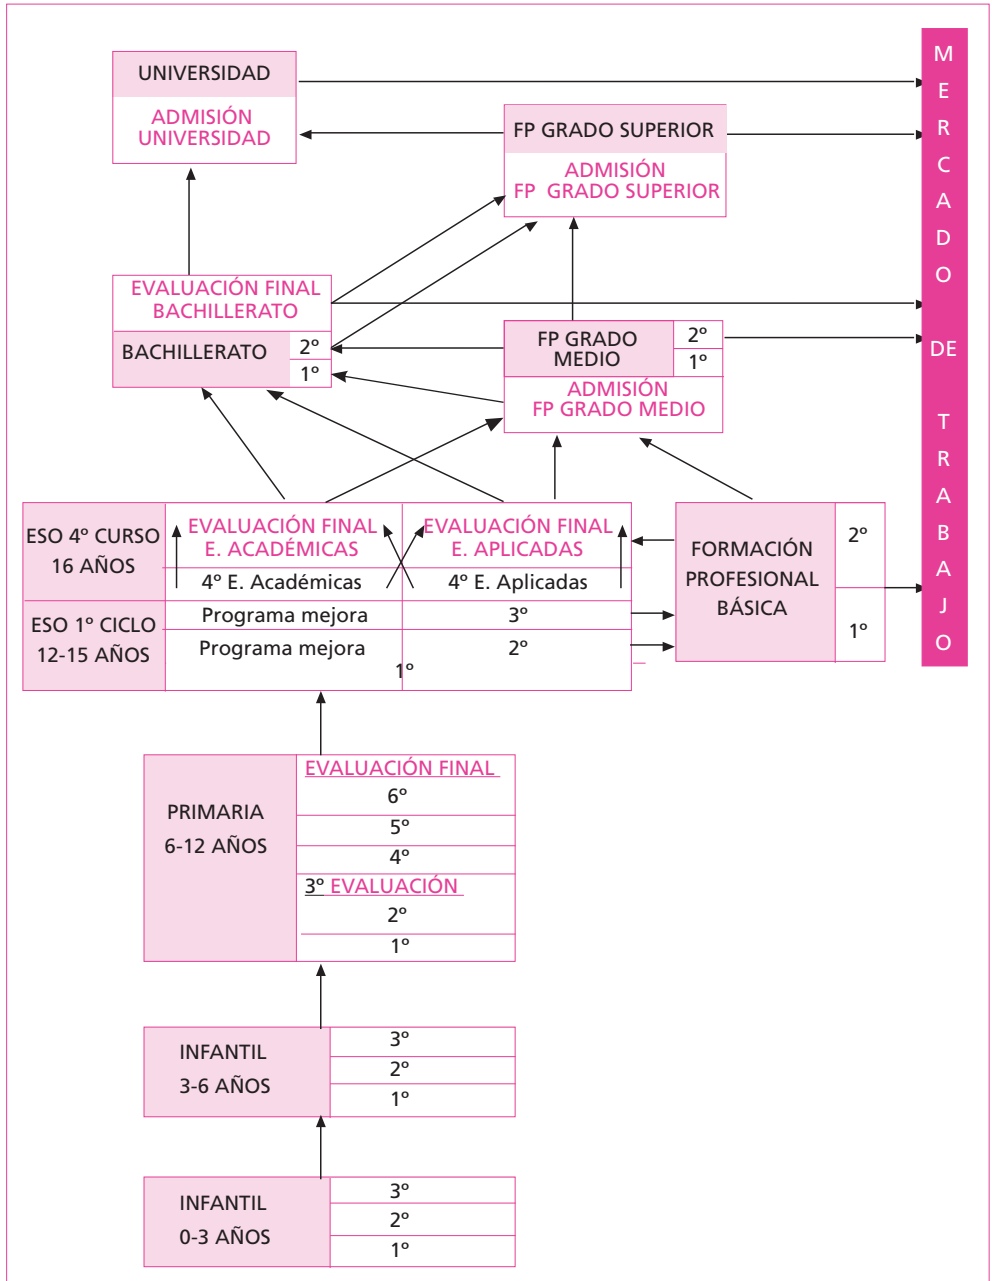 UNIVERSIDAD
ADMISIÓN
UNIVERSIDAD
FP GRADO SUPERIOR
ADMISIÓN
FP GRADO SUPERIOR
EVALUACIÓN FINAL
BACHILLERATO
BACHILLERATO
2º
1º
FP GRADO
MEDIO
2º
1º
ADMISIÓN
FP GRADO MEDIO
ESO 4º CURSO
16 AÑOS
EVALUACIÓN FINAL
E. ACADÉMICAS
EVALUACIÓN FINAL
E. APLICADAS
4º E. Académicas
4º E. Aplicadas
ESO 1º CICLO
12-15 AÑOS
Programa mejora
3º
Programa mejora
2º
1º
FORMACIÓN
PROFESIONAL
BÁSICA
2º
1º
PRIMARIA
6-12 AÑOS
EVALUACIÓN FINAL
6º
5º
4º
3º EVALUACIÓN
2º
1º
INFANTIL
3-6 AÑOS
3º
2º
1º
INFANTIL
0-3 AÑOS
3º
2º
1º
M
E
R
C
A
D
O
DE
T
R
A
B
A
J
O